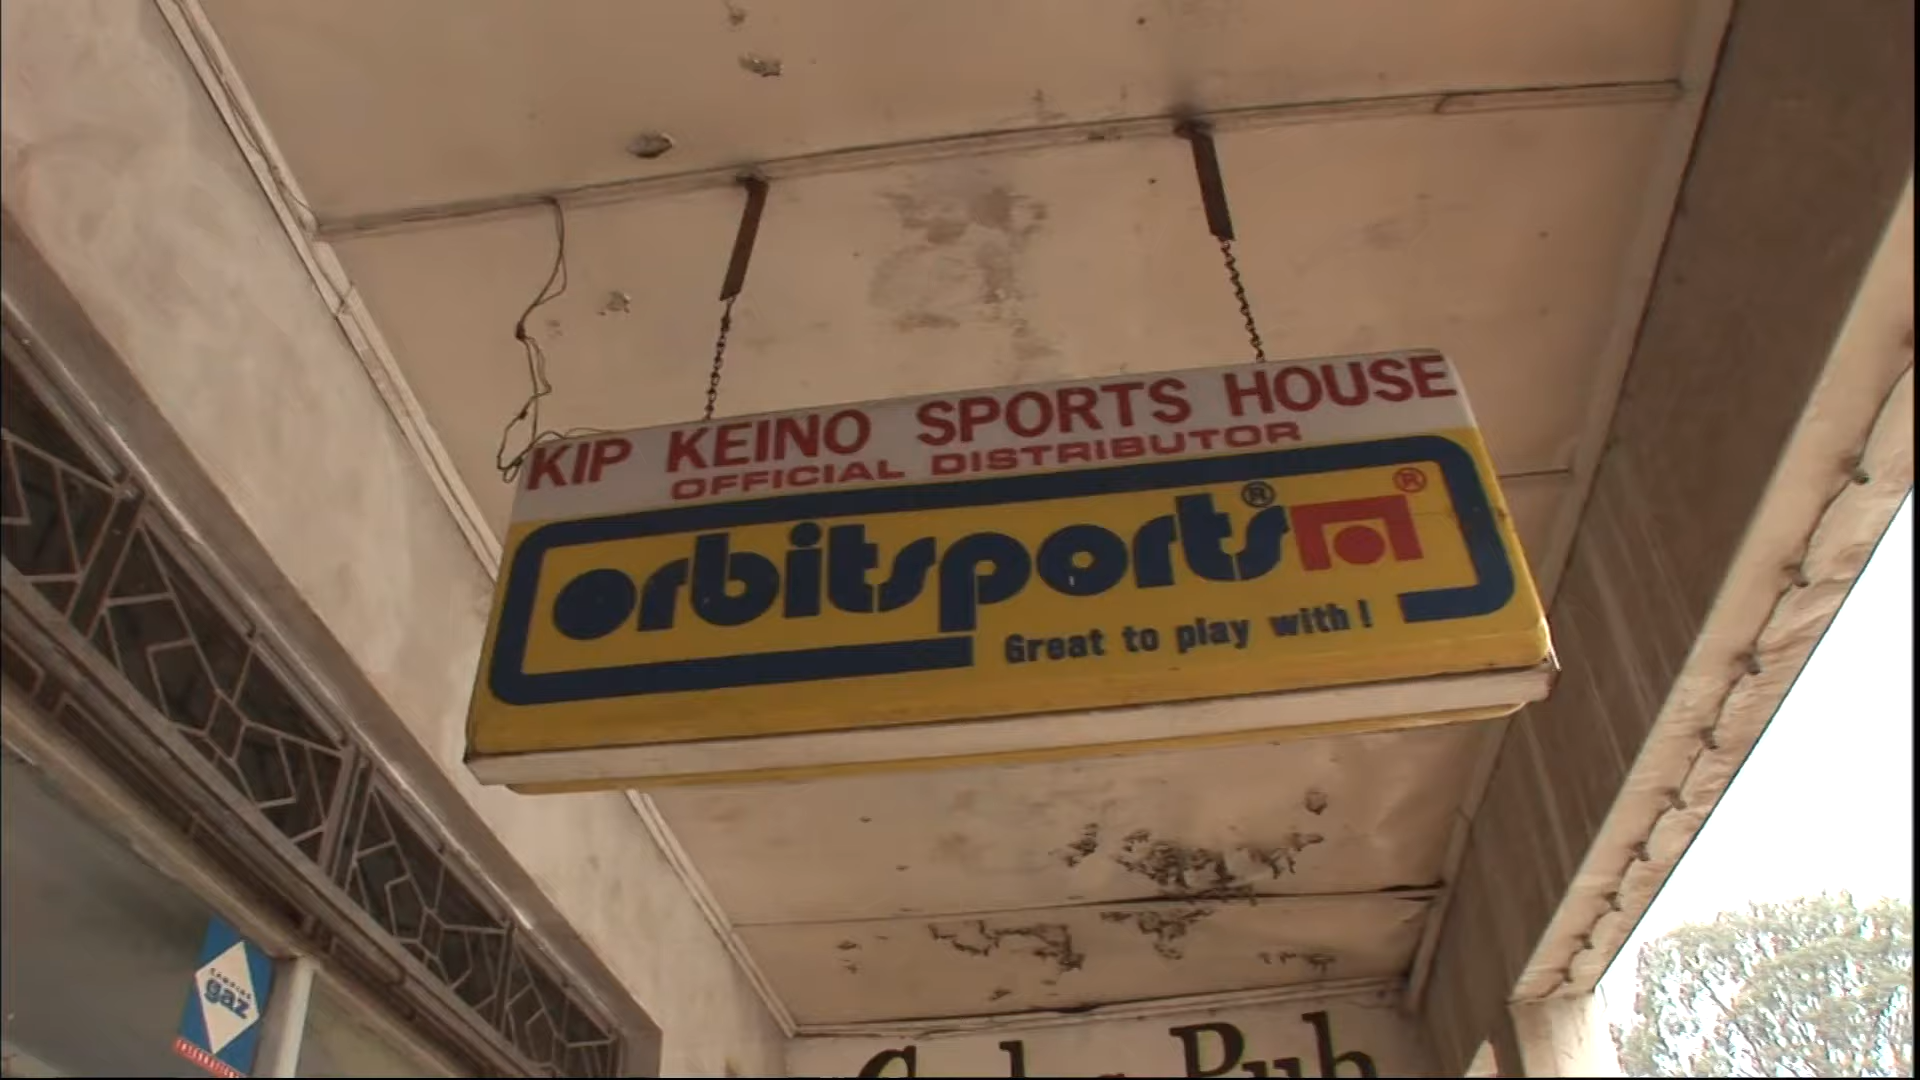 KIP KEINO SPORTS HOUSE
OFFICIAL DISTRIBUTOR
orbitsports®
®
Great to play with!
gaz
Pub